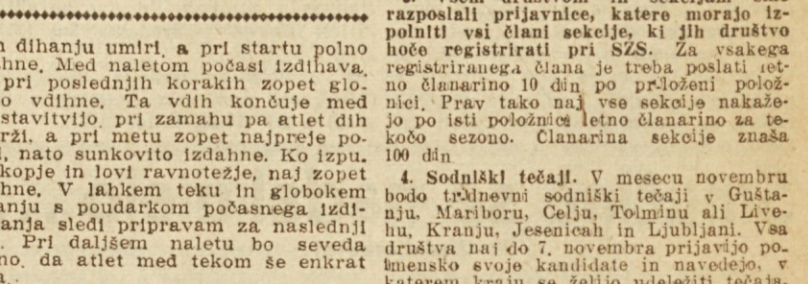 dihanju umiri, a pri startu polno
hne. Med naletom počasi izdihava,
pri poslednjih korakih zopet glo-
o vdihne. Ta vdih končuje med
stavitvijo, pri zamahu pa atlet dih
rži, a pri metu zopet najpreje po-
, nato sunkovito izdahne. Ko izpu.
kopje in lovi ravnotežje, naj zopet
hne. V lahkem teku in globokem
anju s poudarkom počasnega izdi-
anja sledi pripravam za naslednji
. Pri daljšem naletu bo seveda
no, da atlet med tekom še enkrat
razposlali prijavnice, katere morajo iz-
polniti vsi člani sekcije, ki jih društvo
hoče registrirati pri SZS. Za vsakega
registriranega člana je treba poslati let-
no članarino 10 din po priloženi polož-
nici. Prav tako naj vse sekcije nakaže-
jo po isti položnici letno članarino za te-
kočo sezono. Članarina sekcije znaša
100 din
4. Sodniški tečaji. V mesecu novembru
bodo tridnevni sodniški tečaji v Gušta-
nju, Mariboru, Celju, Tolminu ali Live-
hu, Kranju, Jesenicah in Ljubljani. Vsa
društva naj do 7. novembra prijavijo po-
imensko svoje kandidate in navedejo, v
katerem kraju se želijo udeležiti tečaja.